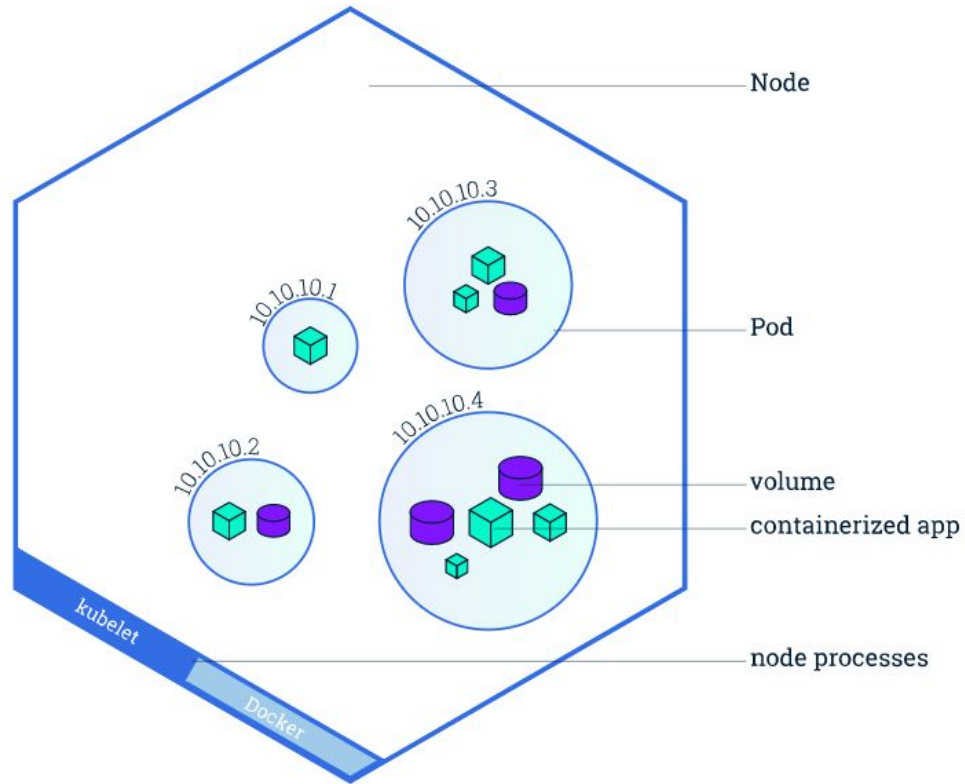 Node
10.10.10.3
10.10.10.1
Pod
10.10.10.4
10.10.10.2
volume
containerized app
kubelet
node processes
Docker